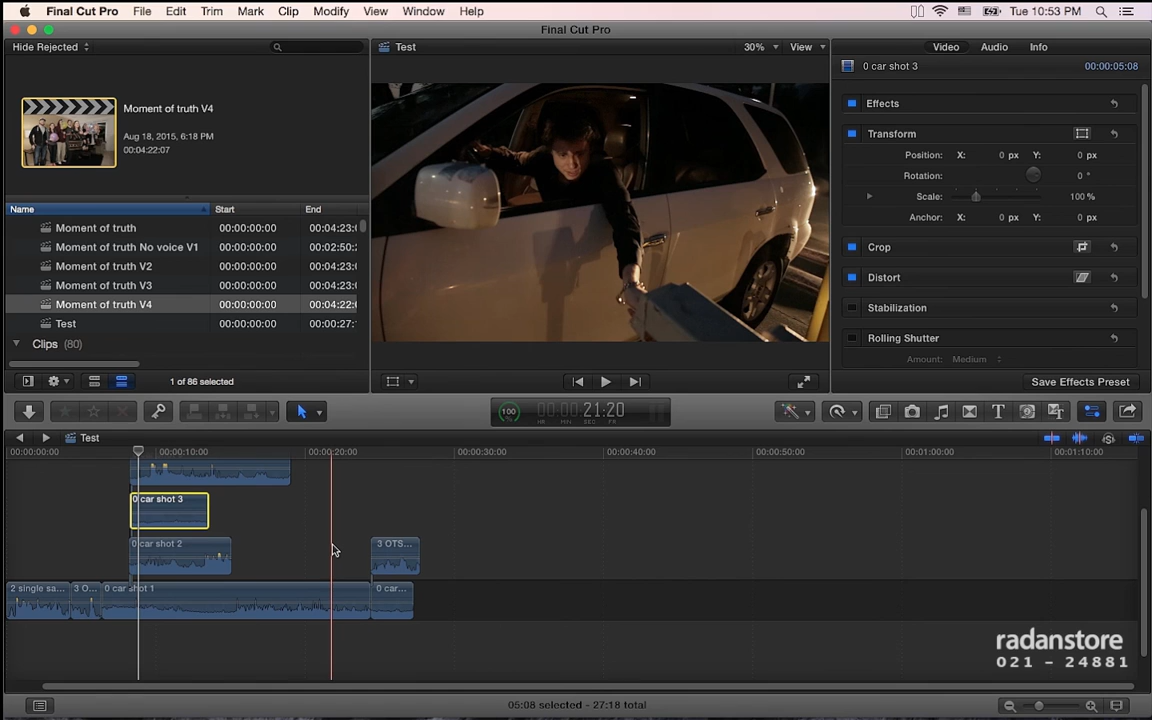 Final Cut Pro File Edit Trim Mark Clip Modify View Window Help Tue 10:53 PM
Final Cut Pro
Hide Rejected
Test 30% View
Video Audio Info
Moment of truth V4
Aug 18, 2015, 6:18 PM
00:04:22:07
0 car shot 3 00:00:05:08
Effects
Transform
Position: X: 0 px Y: 0 px
Rotation: 0 °
Scale: 100 %
Anchor: X: 0 px Y: 0 px
Crop
Distort
Stabilization
Rolling Shutter
Amount: Medium
Name Start End
Moment of truth 00:00:00:00 00:04:23:
Moment of truth No voice V1 00:00:00:00 00:02:50:
Moment of truth V2 00:00:00:00 00:04:23:
Moment of truth V3 00:00:00:00 00:04:23:
Moment of truth V4 00:00:00:00 00:04:22:
Test 00:00:00:00 00:00:27:
Clips (80)
1 of 86 selected
Save Effects Preset
100 00:00:21:20
HR MIN SEC FR
Test
00:00:00:00 00:00:10:00 00:00:20:00 00:00:30:00 00:00:40:00 00:00:50:00 00:01:00:00 00:01:10:00
0 car shot 3
0 car shot 2 3 OTS...
2 single sa... 3 O... 0 car shot 1 0 car...
radanstore
021 - 24881
05:08 selected - 27:18 total